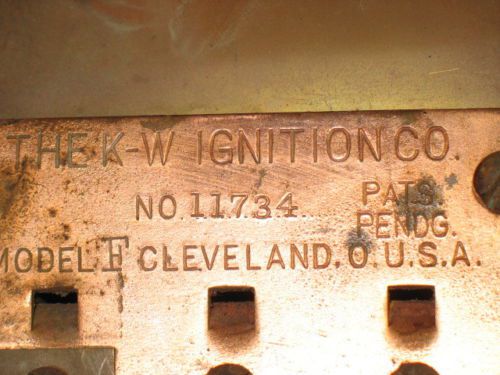 THE K-W IGNITION CO.
NO. 11734 PATS.
PENDG.
MODEL F CLEVELAND, O. U.S.A.